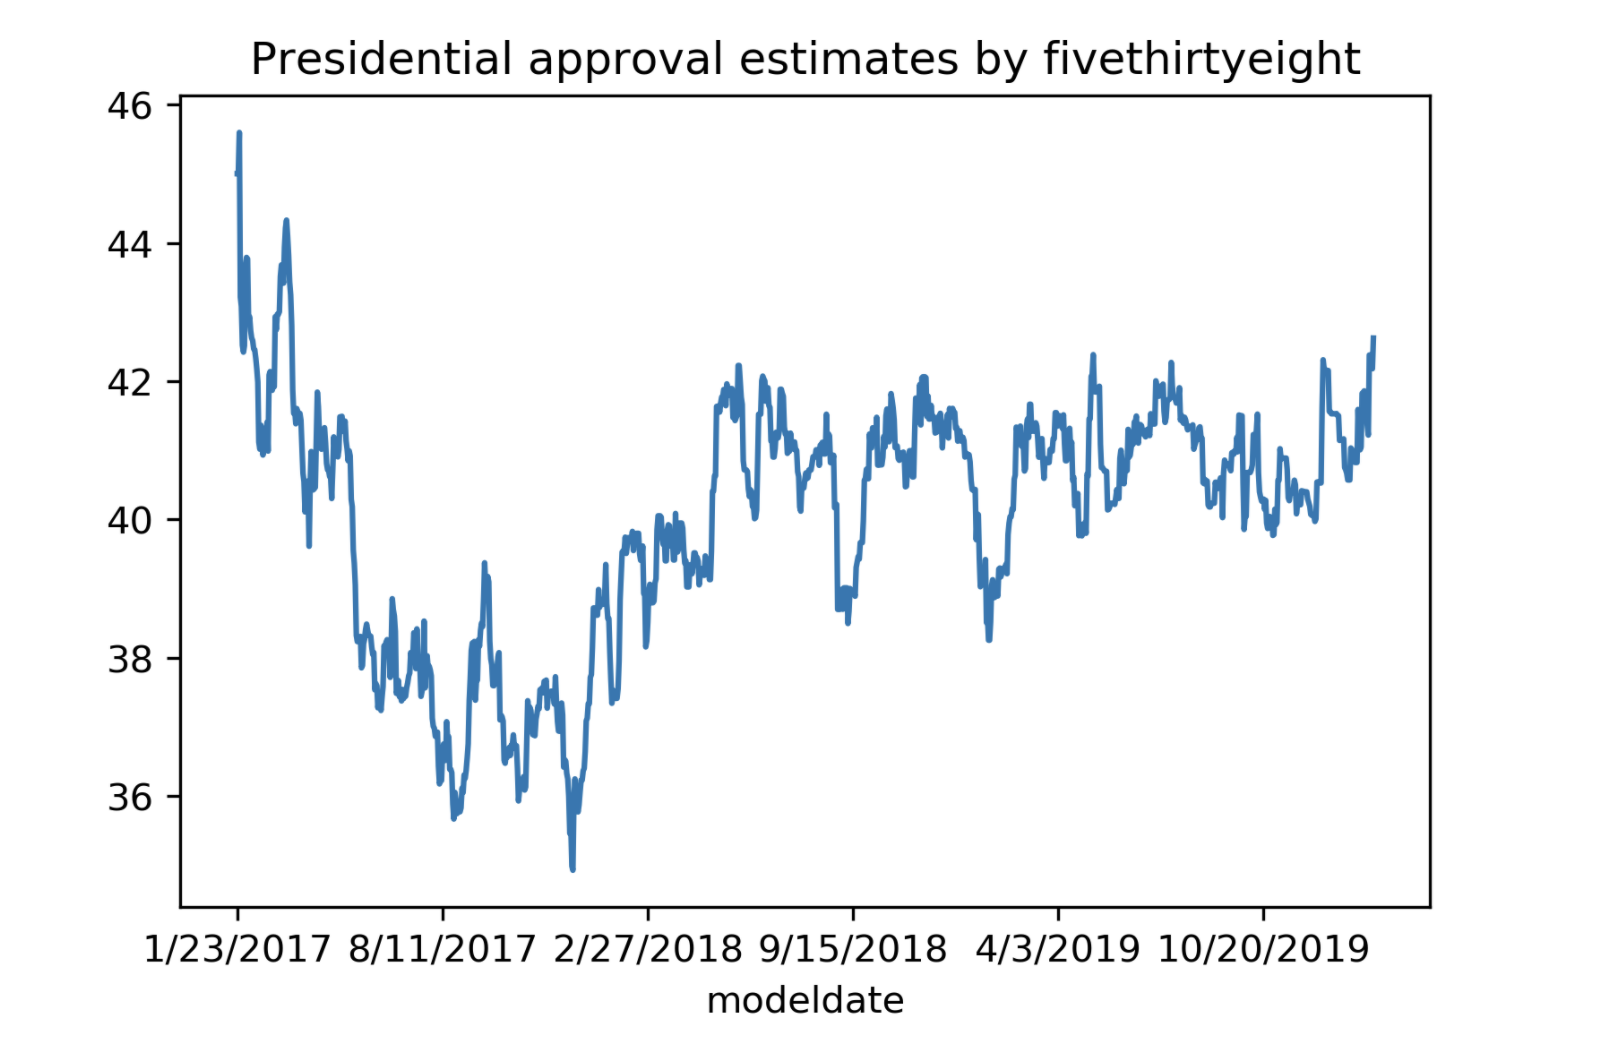 Presidential approval estimates by fivethirtyeight
46
44
42
40
38
36
1/23/2017 8/11/2017 2/27/2018 9/15/2018 4/3/2019 10/20/2019
modeldate